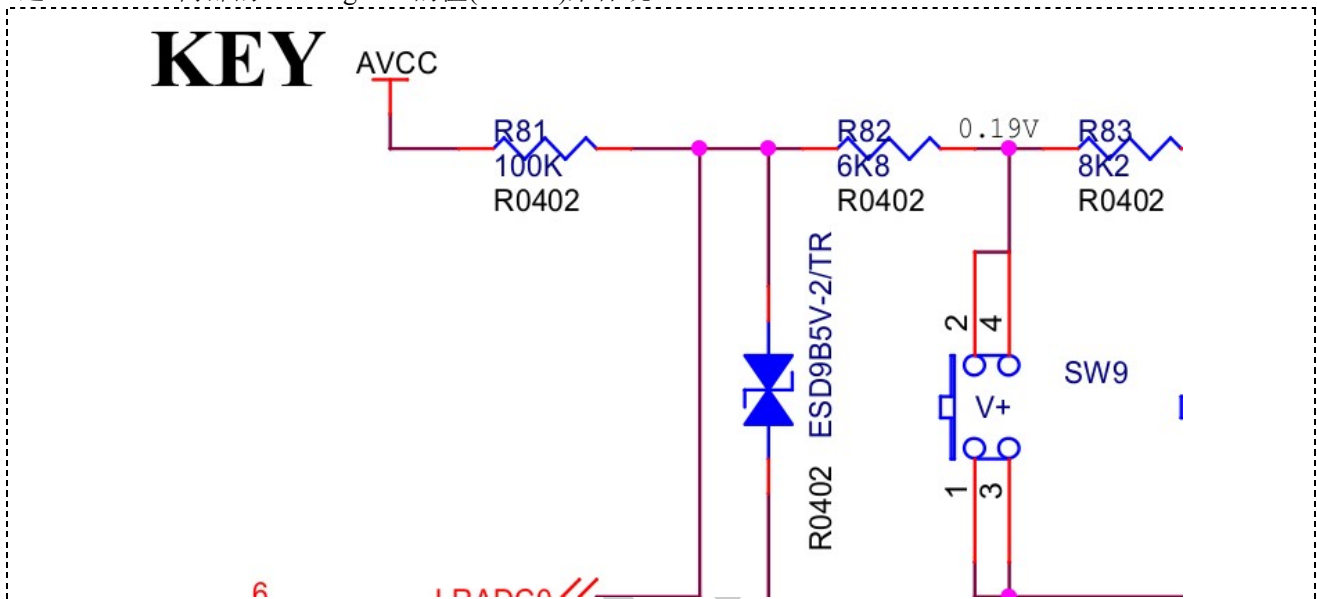 KEY
AVCC
R81
100K
R0402
R82
6K8
R0402
0.19V
R83
8K2
R0402
ESD9B5V-2/TR
R0402
2
4
SW9
V+
1
3
6
LRADC0